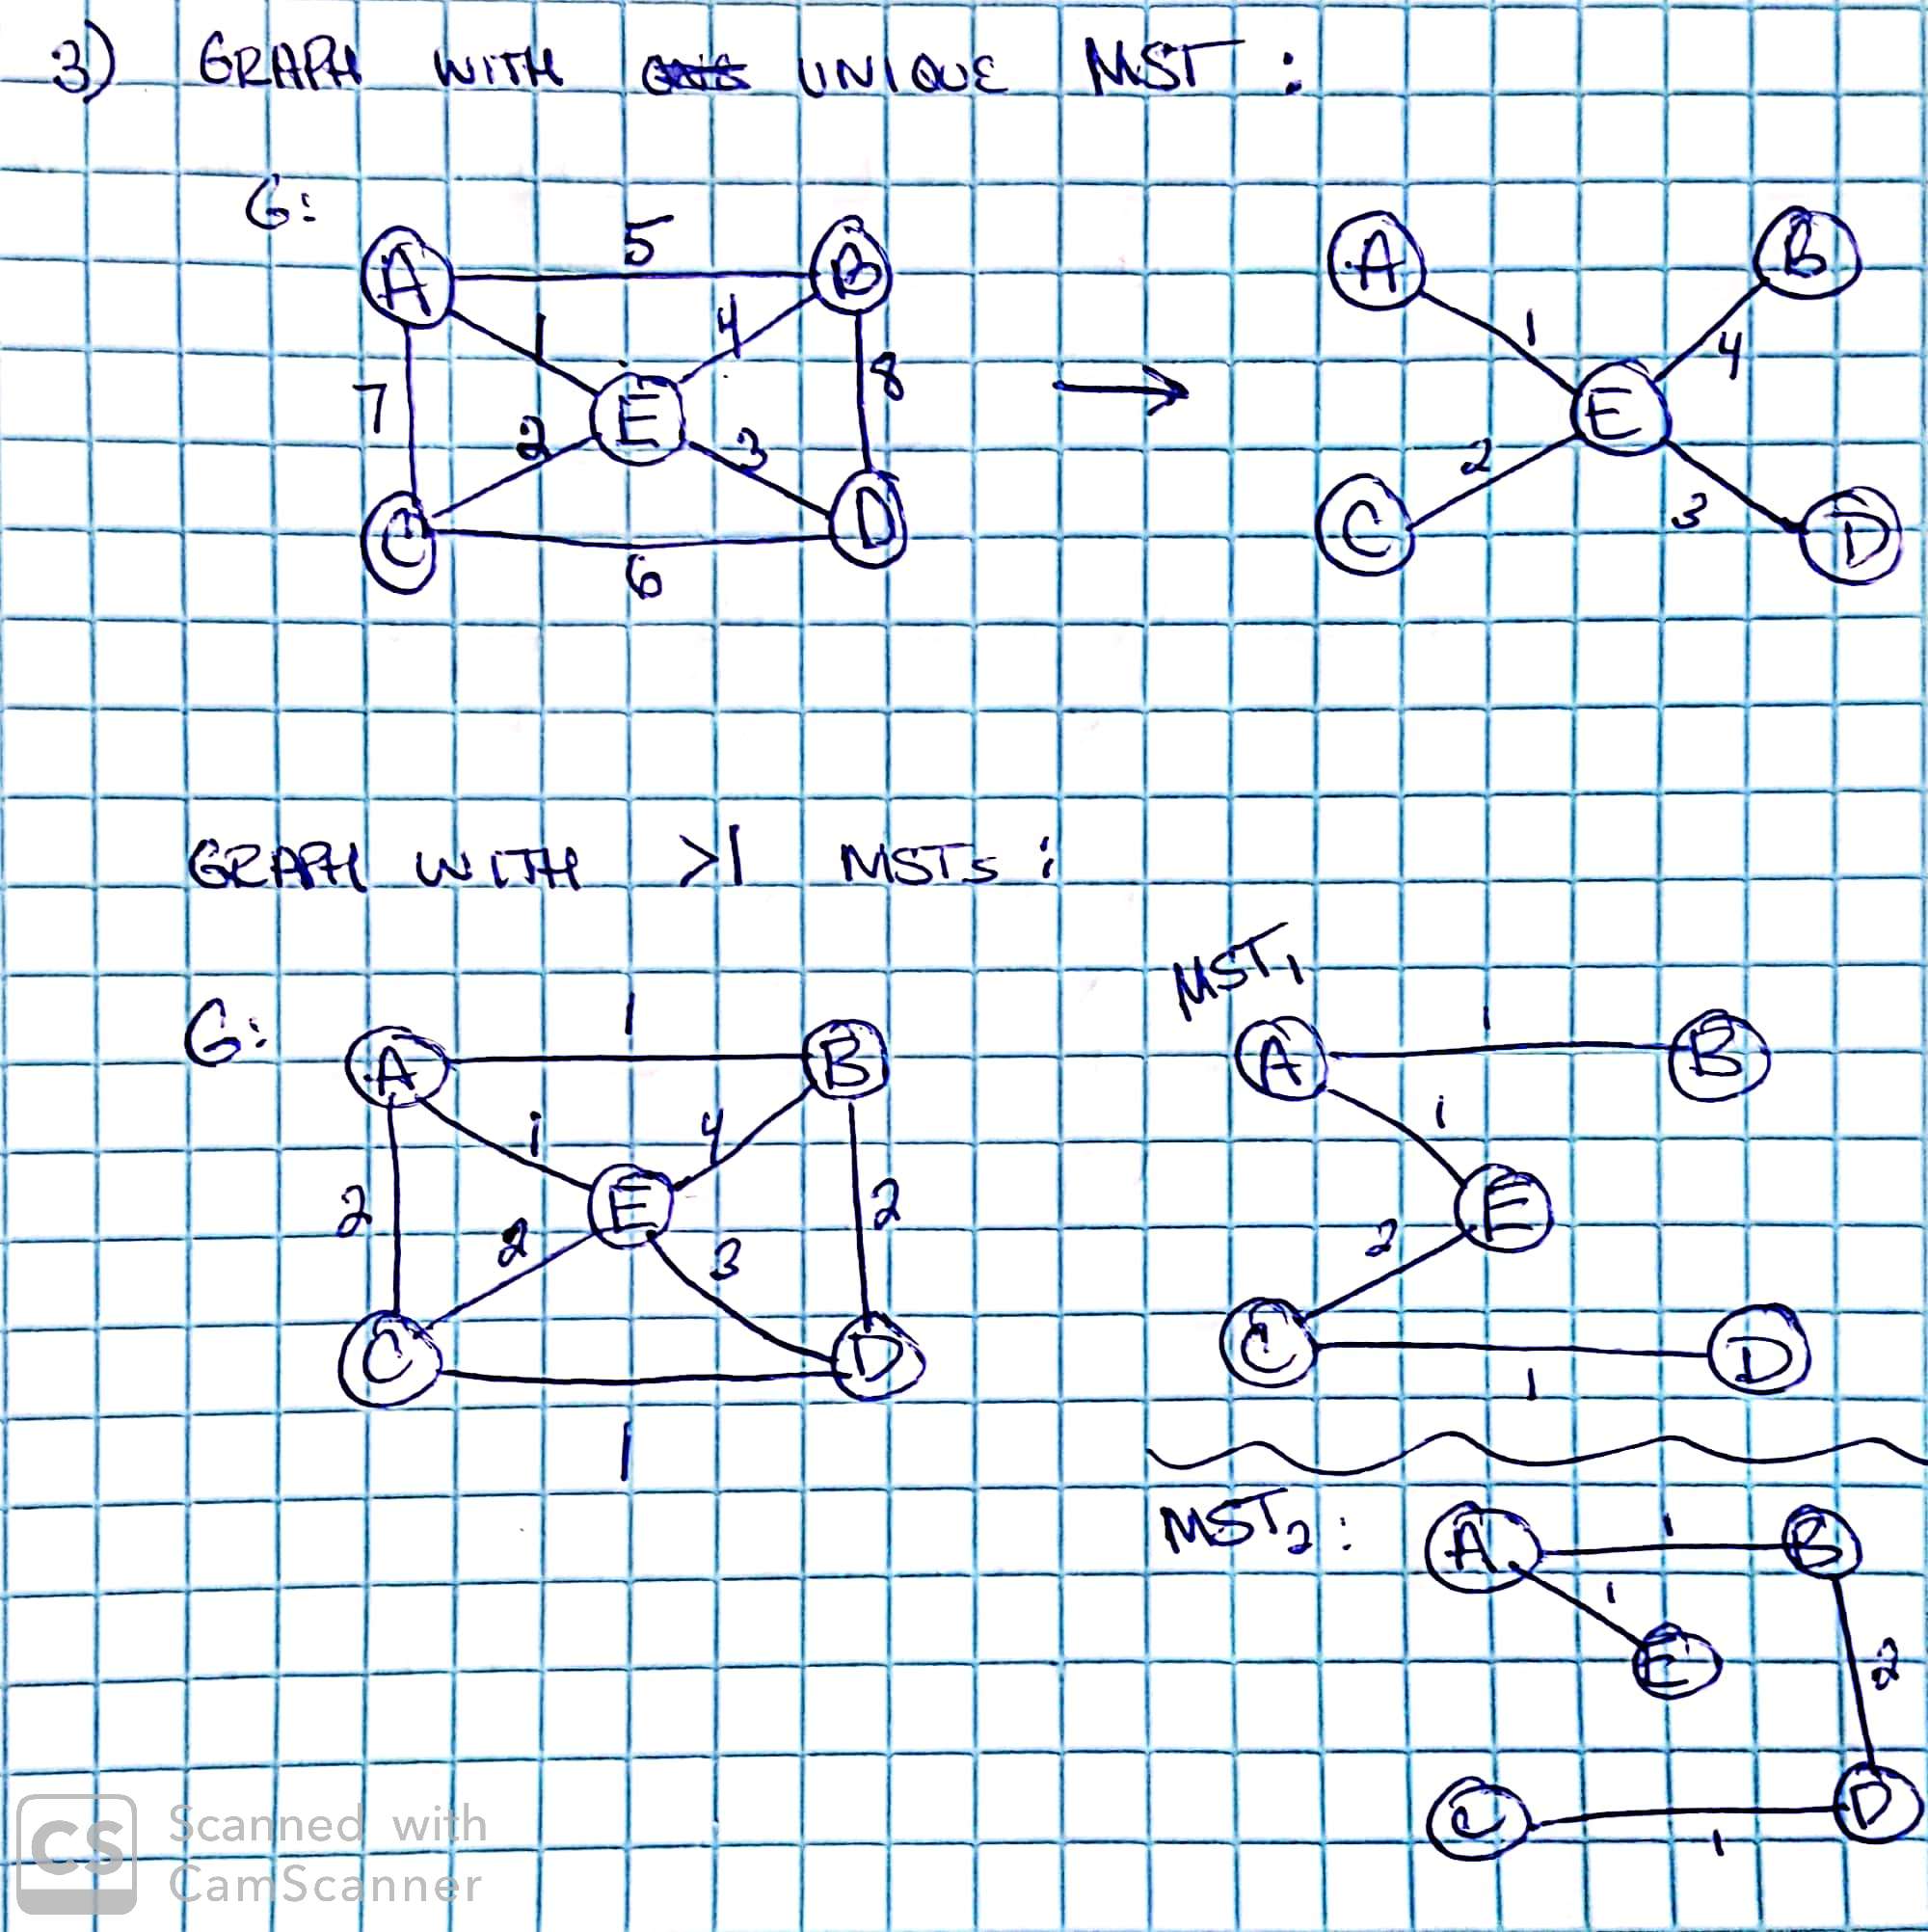 3) GRAPH WITH UNIQUE MST:
G:
A 5 B
1 4
7 E 8
2 3
C 6 D
A B
1 4
E
2 3
C D
GRAPH WITH >1 MSTs:
G:
A 1 B
1 4
2 E 2
2 3
C D
1
MST1
A 1 B
1
E
2
C 1 D
MST2:
A 1 B
1
E 2
C 1 D
CS Scanned with
CamScanner